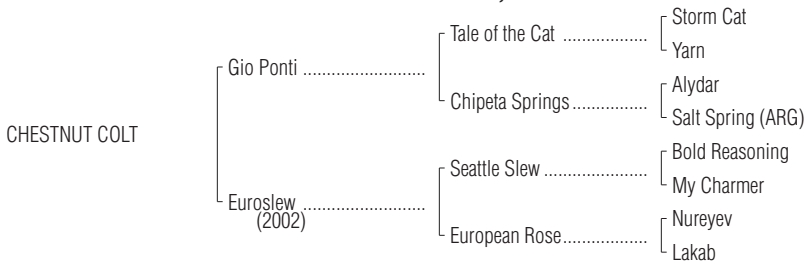 Storm Cat
Tale of the Cat ..................
Yarn
Gio Ponti ..........................
Alydar
Chipeta Springs................
Salt Spring (ARG)
CHESTNUT COLT
Bold Reasoning
Seattle Slew ......................
My Charmer
Euroslew ..........................
(2002)
Nureyev
European Rose..................
Lakab